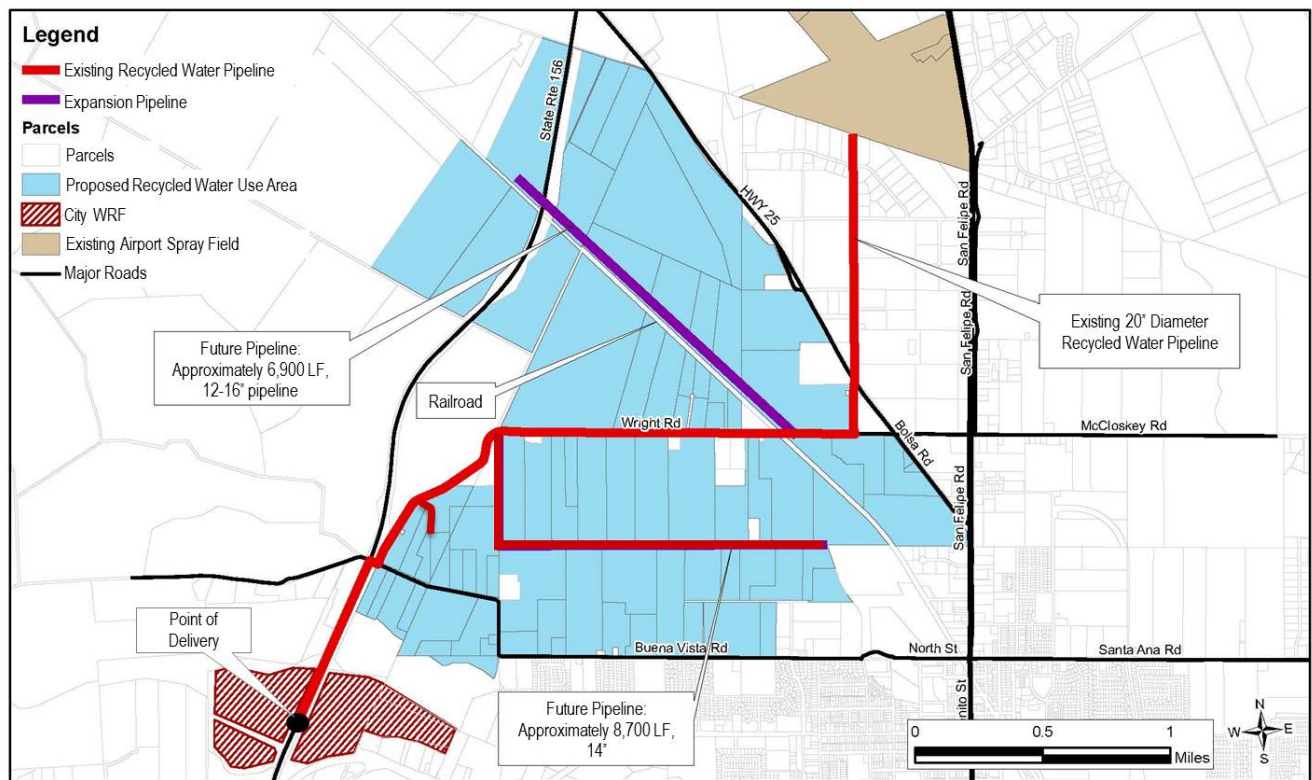 Legend
Existing Recycled Water Pipeline
Expansion Pipeline
Parcels
Parcels
Proposed Recycled Water Use Area
City WRF
Existing Airport Spray Field
Major Roads
State Rte 156
HWY 25
San Felipe Rd
San Felipe Rd
San Felipe Rd
Existing 20" Diameter
Recycled Water Pipeline
Future Pipeline:
Approximately 6,900 LF,
12-16" pipeline
Railroad
Wright Rd
McCloskey Rd
Bolsa Rd
San Felipe Rd
Point of
Delivery
Buena Vista Rd
North St
Santa Ana Rd
enito St
Future Pipeline:
Approximately 8,700 LF,
14"
0
0.5
1
Miles
N
W
E
S